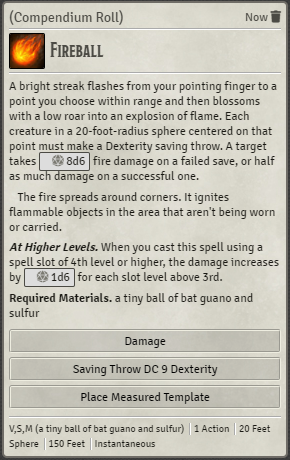 (Compendium Roll) Now
FIREBALL
A bright streak flashes from your pointing finger to a
point you choose within range and then blossoms
with a low roar into an explosion of flame. Each
creature in a 20-foot-radius sphere centered on that
point must make a Dexterity saving throw. A target
takes 8d6 fire damage on a failed save, or half
as much damage on a successful one.
The fire spreads around corners. It ignites
flammable objects in the area that aren't being worn
or carried.
At Higher Levels. When you cast this spell using a
spell slot of 4th level or higher, the damage increases
by 1d6 for each slot level above 3rd.
Required Materials. a tiny ball of bat guano and
sulfur
Damage
Saving Throw DC 9 Dexterity
Place Measured Template
V,S,M (a tiny ball of bat guano and sulfur) 1 Action 20 Feet
Sphere 150 Feet Instantaneous